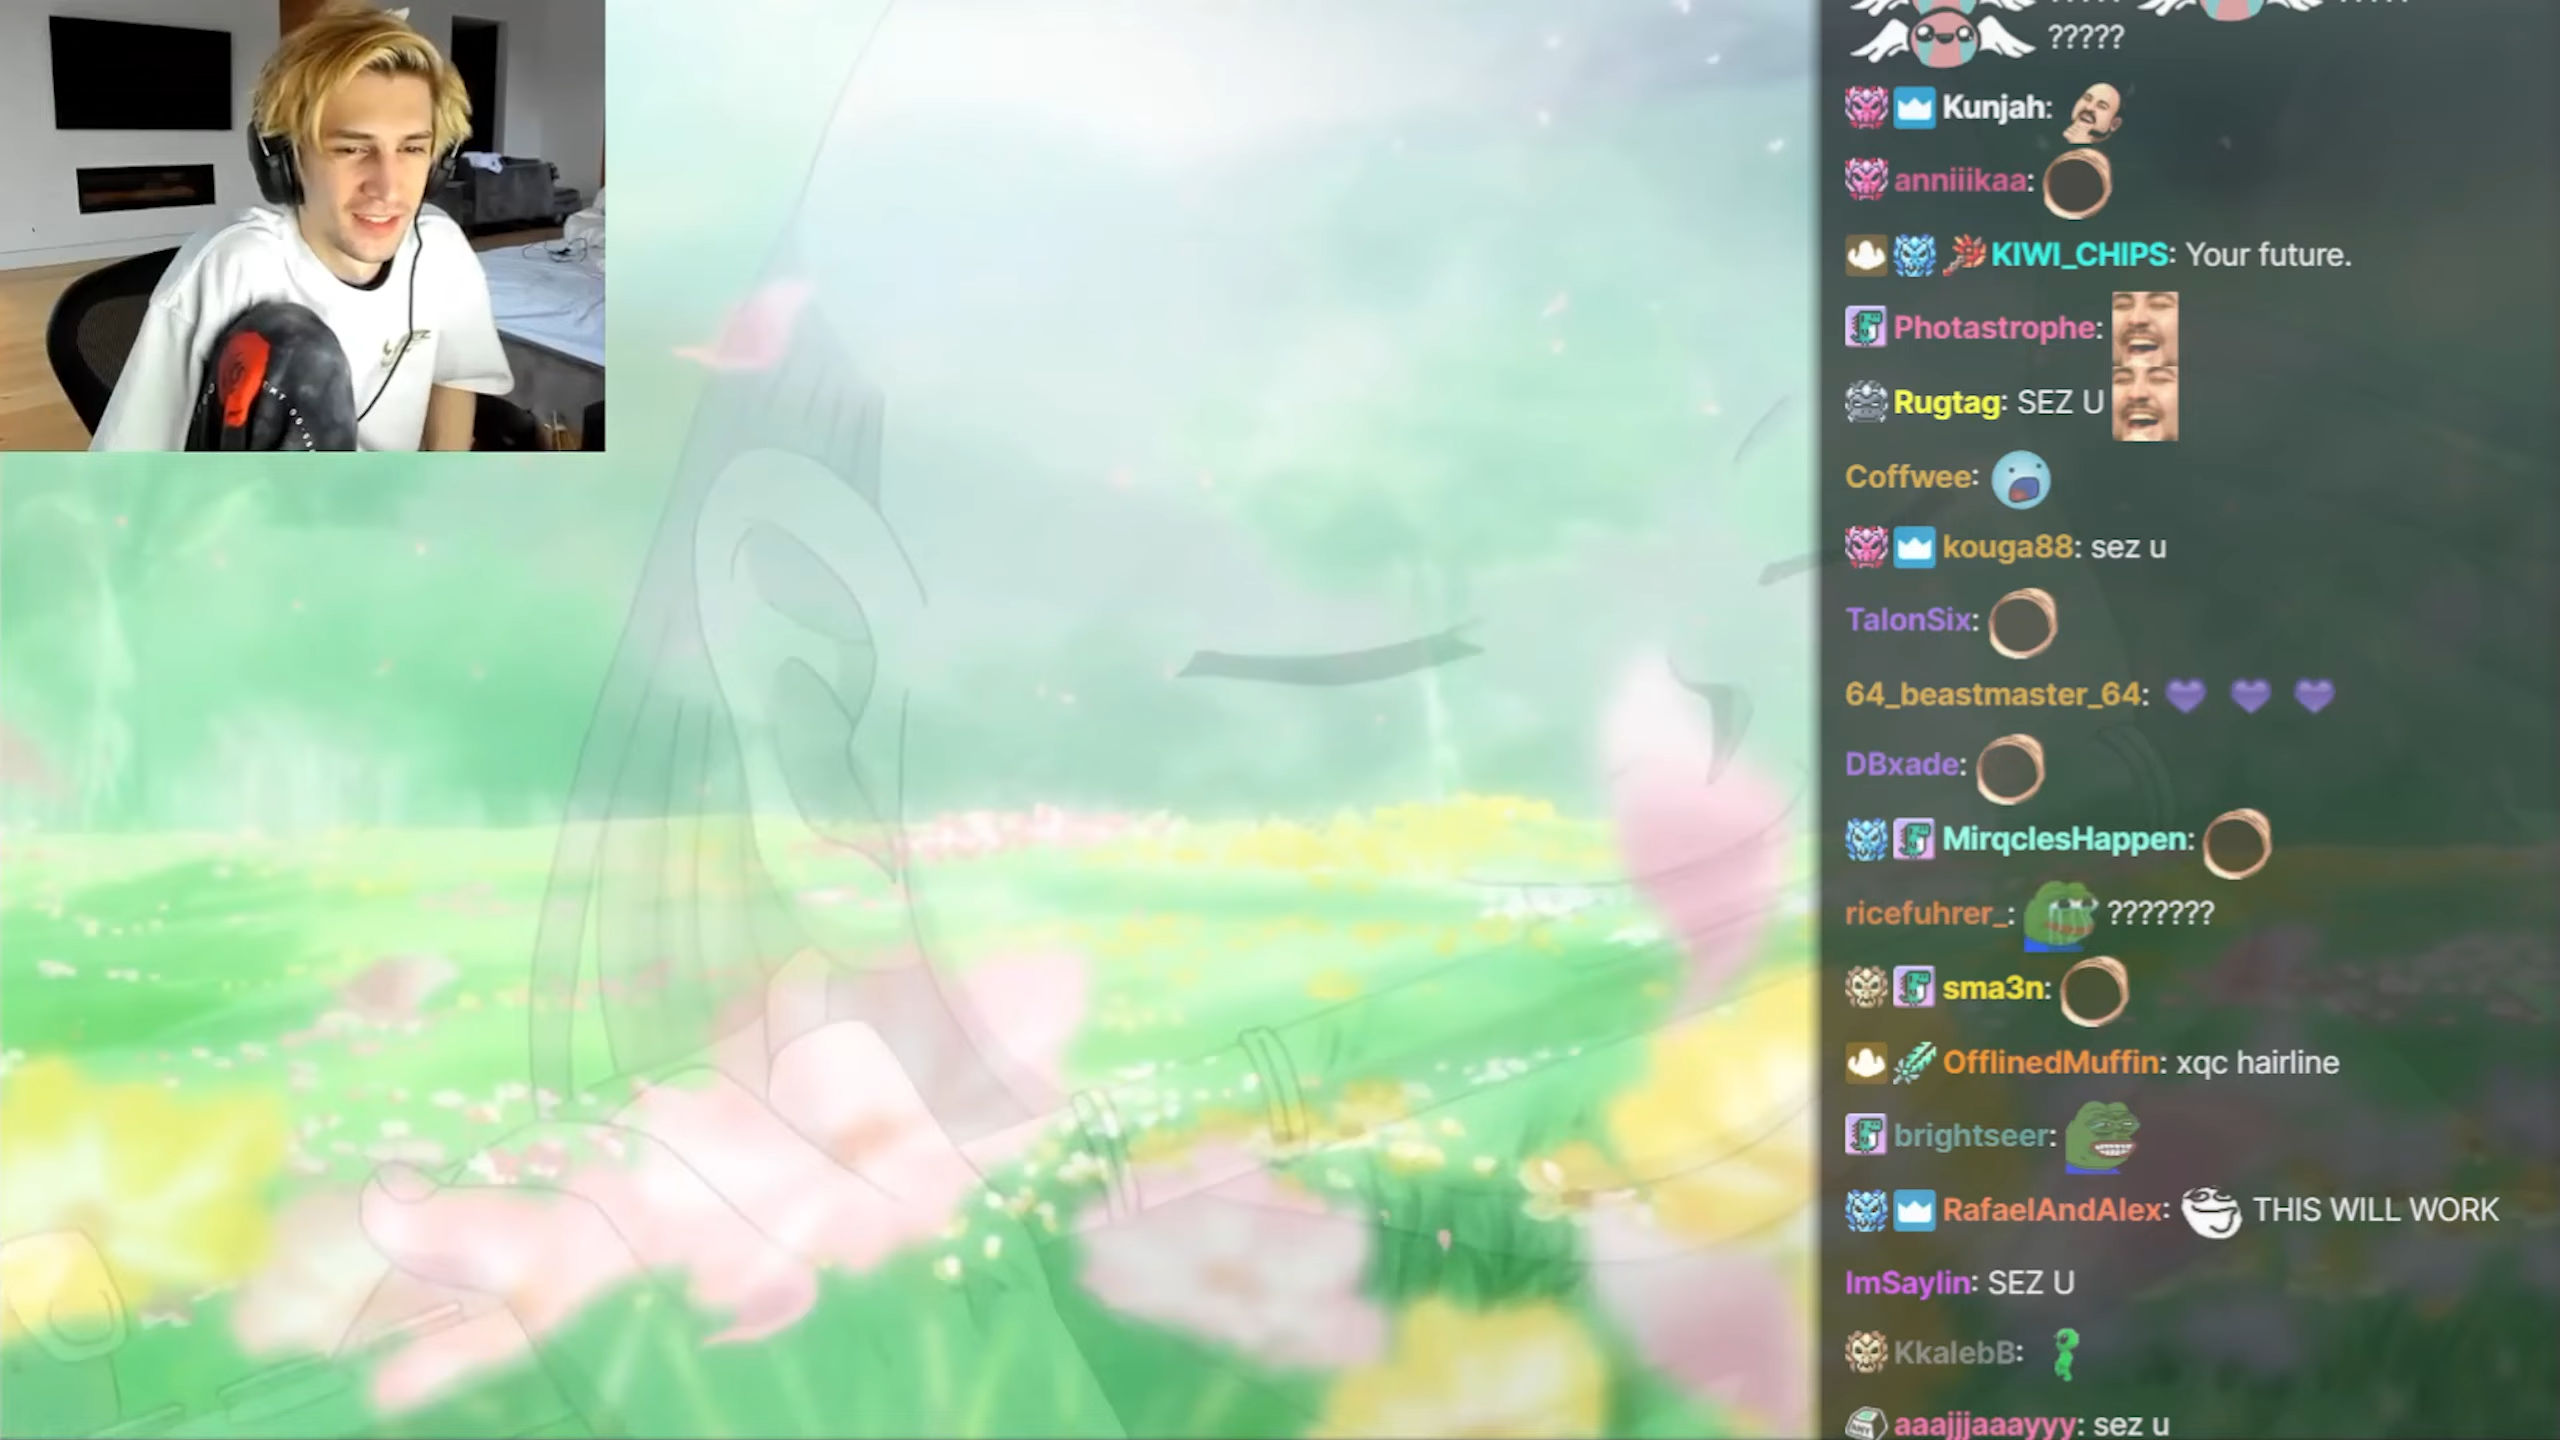 ?????
Kunjah:
anniiikaa:
KIWI_CHIPS: Your future.
Photastrophe:
Rugtag: SEZ U
Coffwee:
kouga88: sez u
TalonSix:
64_beastmaster_64:
DBxade:
MirqclesHappen:
ricefuhrer_: ???????
sma3n:
OfflinedMuffin: xqc hairline
brightseer:
RafaelAndAlex: THIS WILL WORK
ImSaylin: SEZ U
KkalebB:
aaajjjaaayyy: sez u